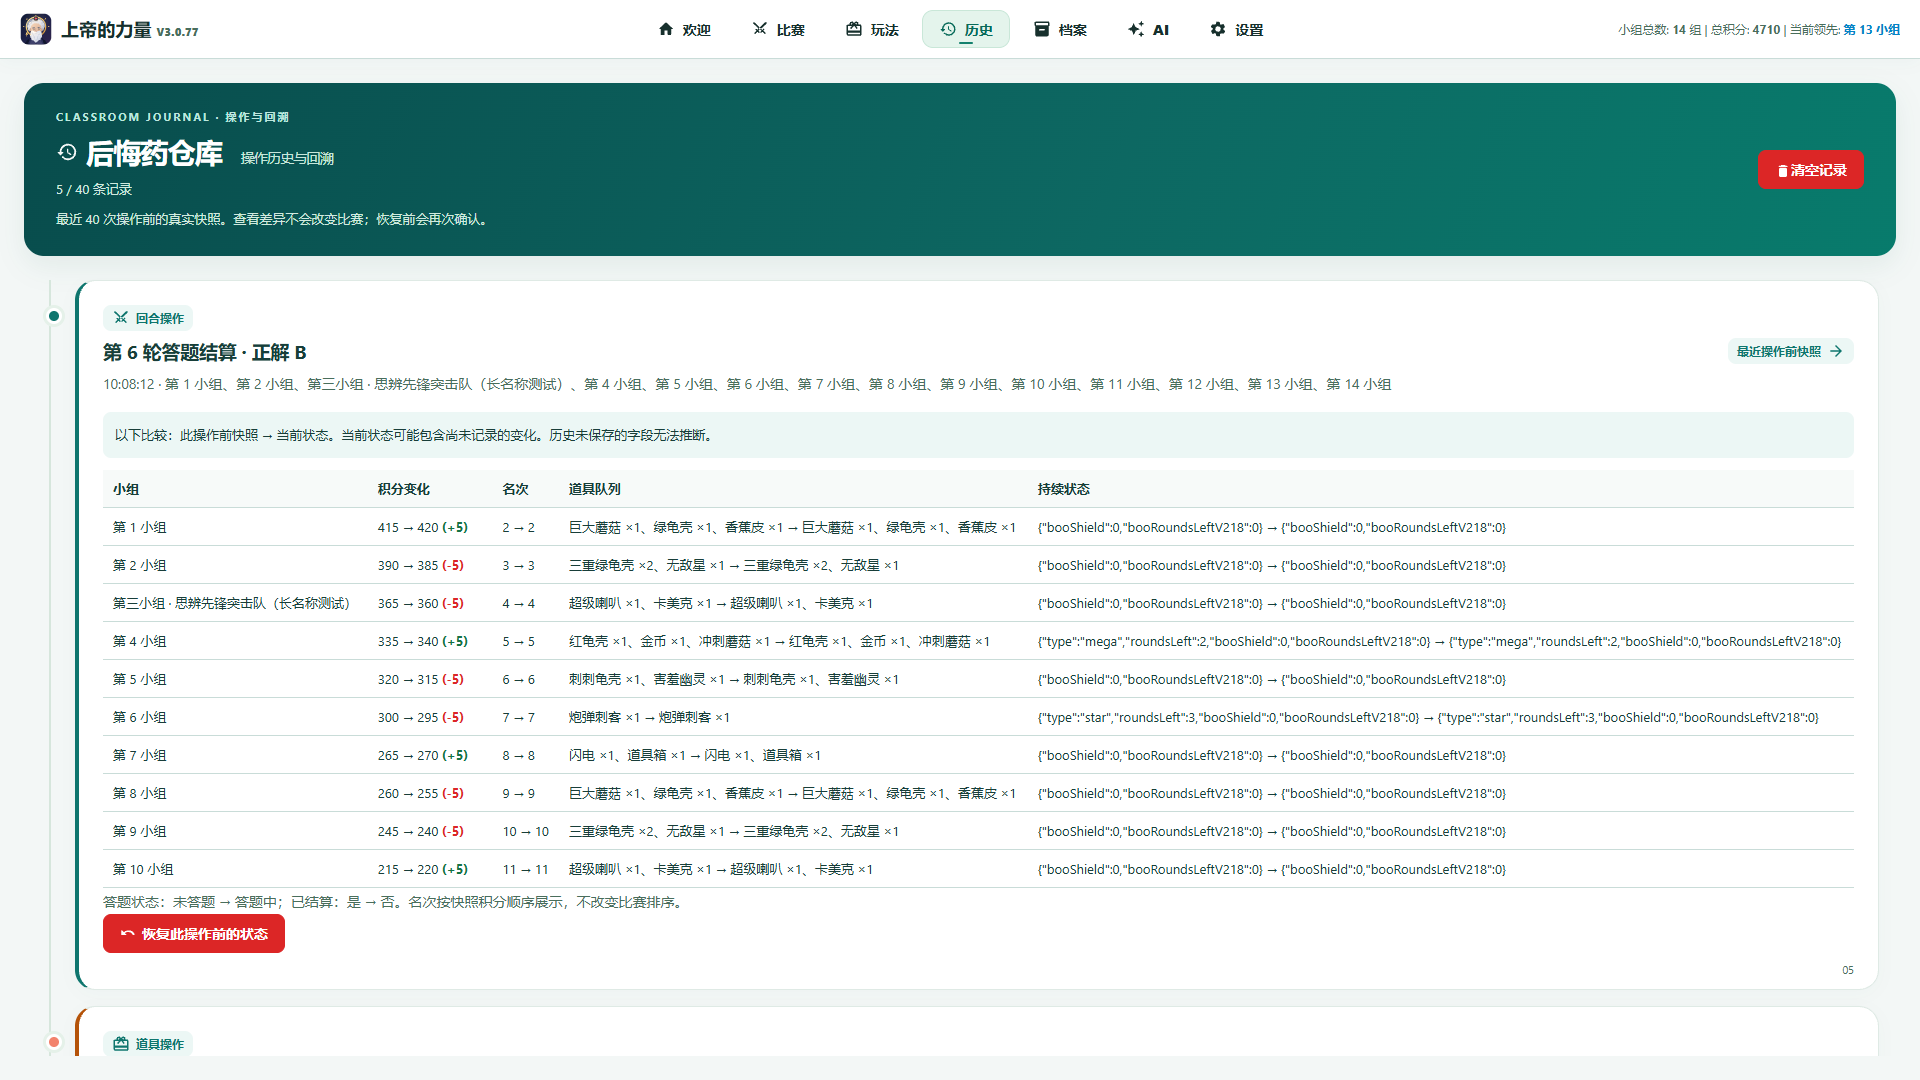 上帝的力量 V3.0.77
欢迎 比赛 玩法 历史 档案 AI 设置
小组总数: 14 组 | 总积分: 4710 | 当前领先: 第 13 小组
CLASSROOM JOURNAL · 操作与回溯
后悔药仓库 操作历史与回溯
5 / 40 条记录
最近 40 次操作前的真实快照。查看差异不会改变比赛；恢复前会再次确认。
清空记录
回合操作
第 6 轮答题结算 · 正解 B
最近操作前快照 →
10:08:12 · 第 1 小组、第 2 小组、第三小组 · 思辨先锋突击队（长名称测试）、第 4 小组、第 5 小组、第 6 小组、第 7 小组、第 8 小组、第 9 小组、第 10 小组、第 11 小组、第 12 小组、第 13 小组、第 14 小组
以下比较：此操作前快照 → 当前状态。当前状态可能包含尚未记录的变化。历史未保存的字段无法推断。
小组 积分变化 名次 道具队列 持续状态
第 1 小组 415 → 420 (+5) 2 → 2 巨大蘑菇 ×1、绿龟壳 ×1、香蕉皮 ×1 → 巨大蘑菇 ×1、绿龟壳 ×1、香蕉皮 ×1 {"booShield":0,"booRoundsLeftV218":0} → {"booShield":0,"booRoundsLeftV218":0}
第 2 小组 390 → 385 (-5) 3 → 3 三重绿龟壳 ×2、无敌星 ×1 → 三重绿龟壳 ×2、无敌星 ×1 {"booShield":0,"booRoundsLeftV218":0} → {"booShield":0,"booRoundsLeftV218":0}
第三小组 · 思辨先锋突击队（长名称测试） 365 → 360 (-5) 4 → 4 超级喇叭 ×1、卡美克 ×1 → 超级喇叭 ×1、卡美克 ×1 {"booShield":0,"booRoundsLeftV218":0} → {"booShield":0,"booRoundsLeftV218":0}
第 4 小组 335 → 340 (+5) 5 → 5 红龟壳 ×1、金币 ×1、冲刺蘑菇 ×1 → 红龟壳 ×1、金币 ×1、冲刺蘑菇 ×1 {"type":"mega","roundsLeft":2,"booShield":0,"booRoundsLeftV218":0} → {"type":"mega","roundsLeft":2,"booShield":0,"booRoundsLeftV218":0}
第 5 小组 320 → 315 (-5) 6 → 6 刺刺龟壳 ×1、害羞幽灵 ×1 → 刺刺龟壳 ×1、害羞幽灵 ×1 {"booShield":0,"booRoundsLeftV218":0} → {"booShield":0,"booRoundsLeftV218":0}
第 6 小组 300 → 295 (-5) 7 → 7 炮弹刺客 ×1 → 炮弹刺客 ×1 {"type":"star","roundsLeft":3,"booShield":0,"booRoundsLeftV218":0} → {"type":"star","roundsLeft":3,"booShield":0,"booRoundsLeftV218":0}
第 7 小组 265 → 270 (+5) 8 → 8 闪电 ×1、道具箱 ×1 → 闪电 ×1、道具箱 ×1 {"booShield":0,"booRoundsLeftV218":0} → {"booShield":0,"booRoundsLeftV218":0}
第 8 小组 260 → 255 (-5) 9 → 9 巨大蘑菇 ×1、绿龟壳 ×1、香蕉皮 ×1 → 巨大蘑菇 ×1、绿龟壳 ×1、香蕉皮 ×1 {"booShield":0,"booRoundsLeftV218":0} → {"booShield":0,"booRoundsLeftV218":0}
第 9 小组 245 → 240 (-5) 10 → 10 三重绿龟壳 ×2、无敌星 ×1 → 三重绿龟壳 ×2、无敌星 ×1 {"booShield":0,"booRoundsLeftV218":0} → {"booShield":0,"booRoundsLeftV218":0}
第 10 小组 215 → 220 (+5) 11 → 11 超级喇叭 ×1、卡美克 ×1 → 超级喇叭 ×1、卡美克 ×1 {"booShield":0,"booRoundsLeftV218":0} → {"booShield":0,"booRoundsLeftV218":0}
答题状态：未答题 → 答题中；已结算：是 → 否。名次按快照积分顺序展示，不改变比赛排序。
恢复此操作前的状态
05
道具操作